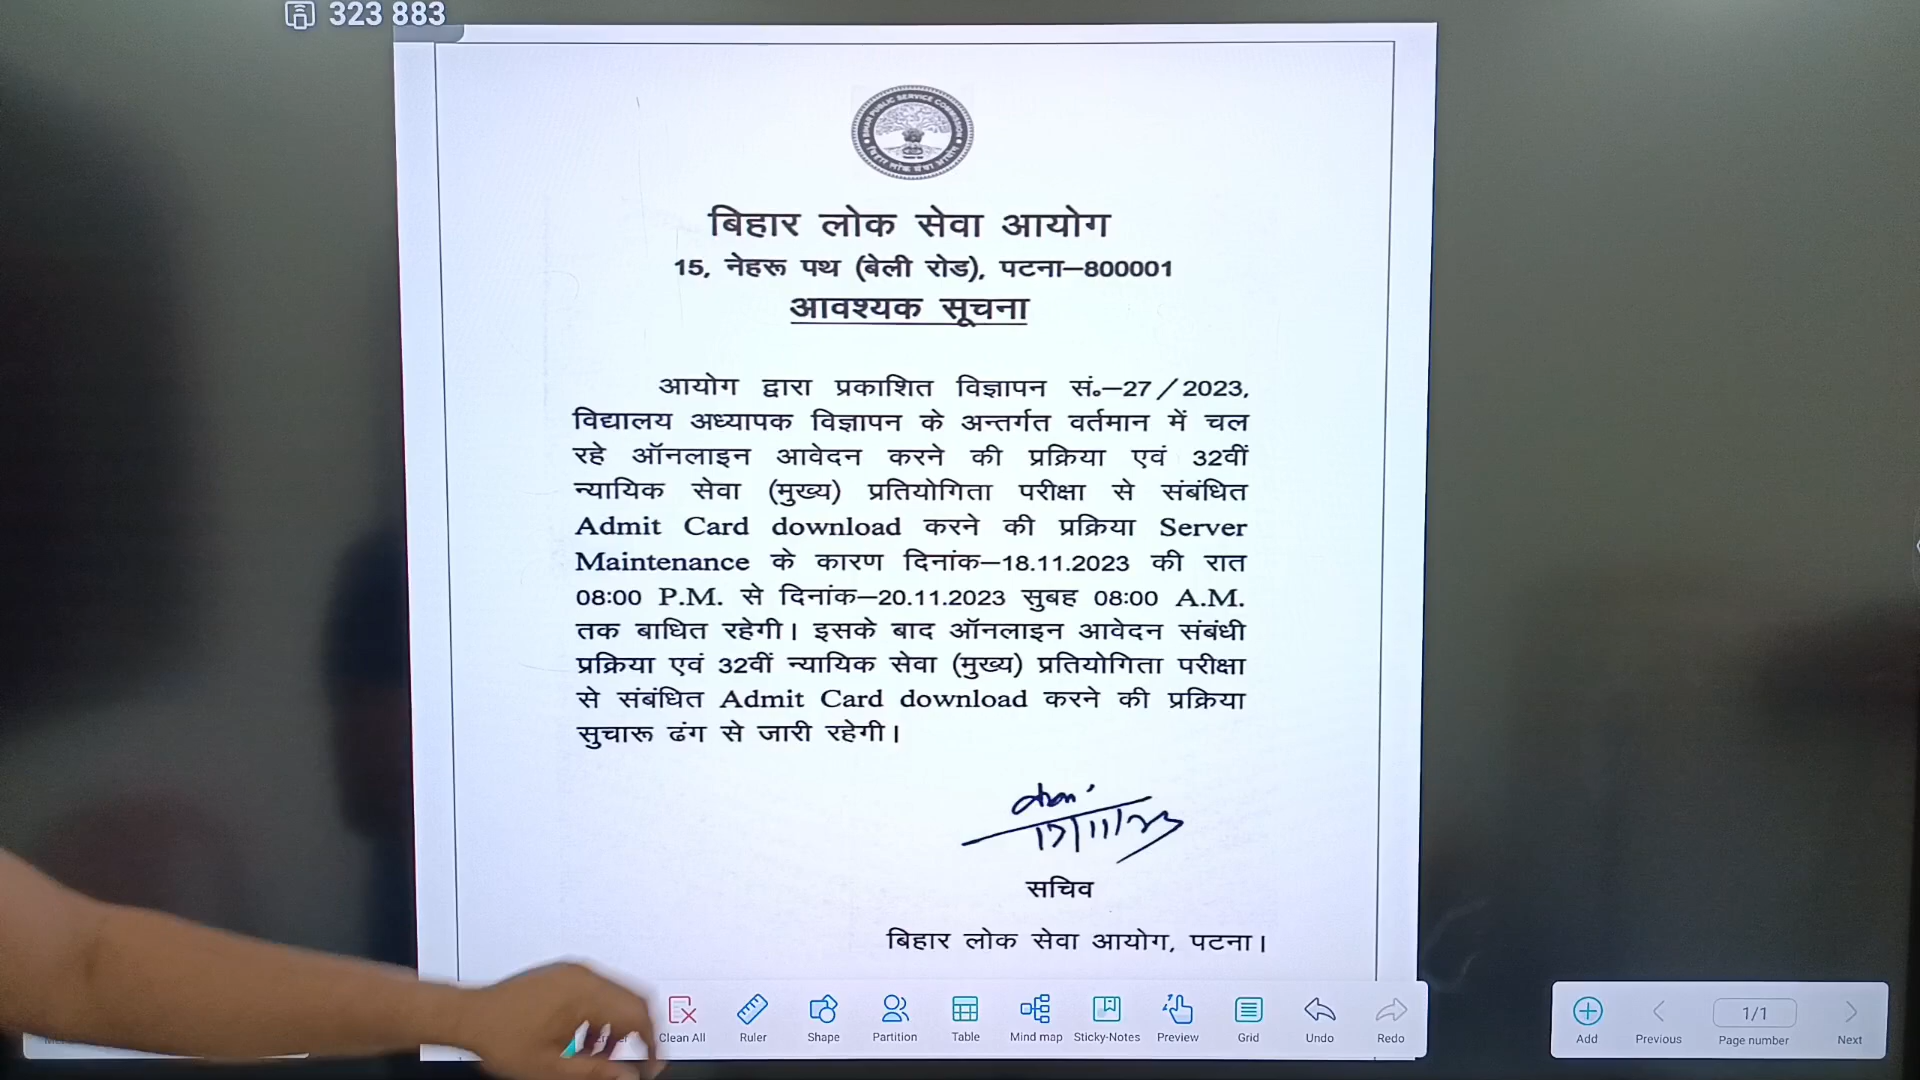 323 883
BIHAR PUBLIC SERVICE COMMISSION
बिहार लोक सेवा आयोग
बिहार लोक सेवा आयोग
15, नेहरू पथ (बेली रोड), पटना–800001
आवश्यक सूचना
आयोग द्वारा प्रकाशित विज्ञापन सं०–27/2023,
विद्यालय अध्यापक विज्ञापन के अन्तर्गत वर्तमान में चल
रहे ऑनलाइन आवेदन करने की प्रक्रिया एवं 32वीं
न्यायिक सेवा (मुख्य) प्रतियोगिता परीक्षा से संबंधित
Admit Card download करने की प्रक्रिया Server
Maintenance के कारण दिनांक–18.11.2023 की रात
08:00 P.M. से दिनांक–20.11.2023 सुबह 08:00 A.M.
तक बाधित रहेगी। इसके बाद ऑनलाइन आवेदन संबंधी
प्रक्रिया एवं 32वीं न्यायिक सेवा (मुख्य) प्रतियोगिता परीक्षा
से संबंधित Admit Card download करने की प्रक्रिया
सुचारू ढंग से जारी रहेगी।
17/11/23
सचिव
बिहार लोक सेवा आयोग, पटना।
Clean All Ruler Shape Partition Table Mind map Sticky-Notes Preview Grid Undo Redo
1/1
Add Previous Page number Next